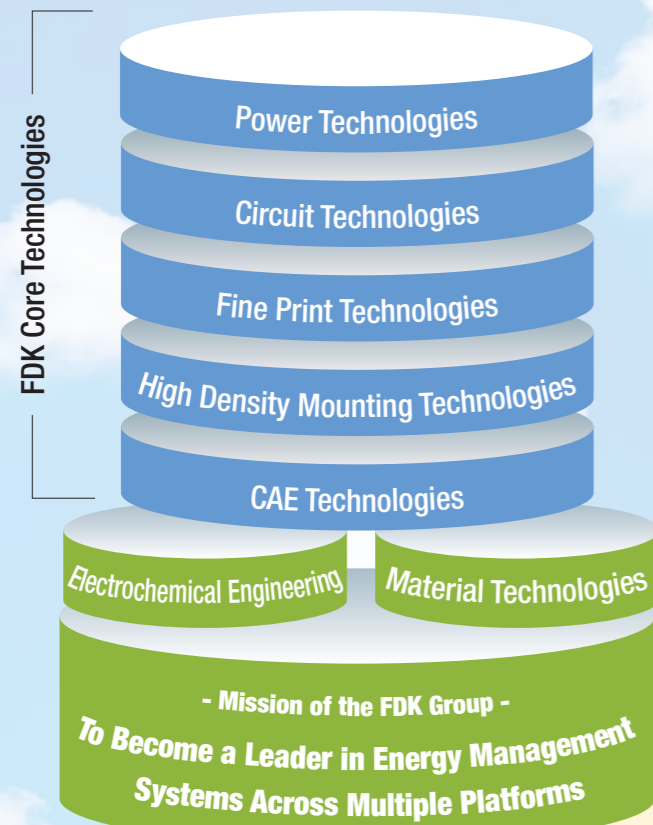 FDK Core Technologies
Power Technologies
Circuit Technologies
Fine Print Technologies
High Density Mounting Technologies
CAE Technologies
Electrochemical Engineering
Material Technologies
- Mission of the FDK Group -
To Become a Leader in Energy Management
Systems Across Multiple Platforms